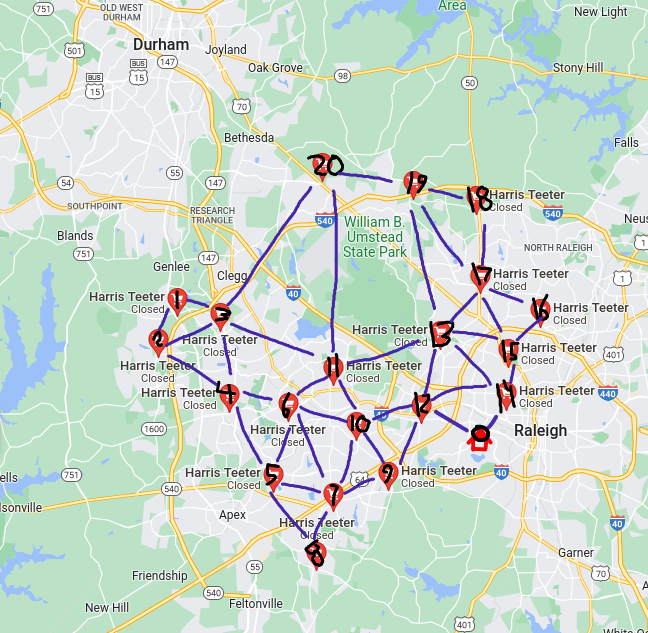 751
OLD WEST
DURHAM
Area
New Light
501
Durham
Joyland
147
BUS
15
BUS
15
Oak Grove
98
50
Stony Hill
70
Bethesda
Falls
20
19
18
Harris Teeter
Closed
55
54
147
SOUTHPOINT
RESEARCH
TRIANGLE
540
William B.
Umstead
State Park
540
Neus
Blands
751
Genlee
147
Clegg
NORTH RALEIGH
1
40
17
Harris Teeter
Closed
1
Harris Teeter
Closed
3
Harris Teeter
Closed
16
Harris Teeter
Closed
2
Harris Teeter
Closed
13
Harris Teeter
Closed
15
Harris Teeter
Closed
401
11
Harris Teeter
Closed
4
Harris Teeter
Closed
14
Harris Teeter
Closed
440
6
Harris Teeter
Closed
12
40
10
0
Raleigh
1600
5
Harris Teeter
Closed
9
Harris Teeter
Closed
64
40
751
540
ells
lsonville
7
Harris Teeter
Closed
Apex
40
8
Garner
70
Friendship
55
540
New Hill
Feltonville
401